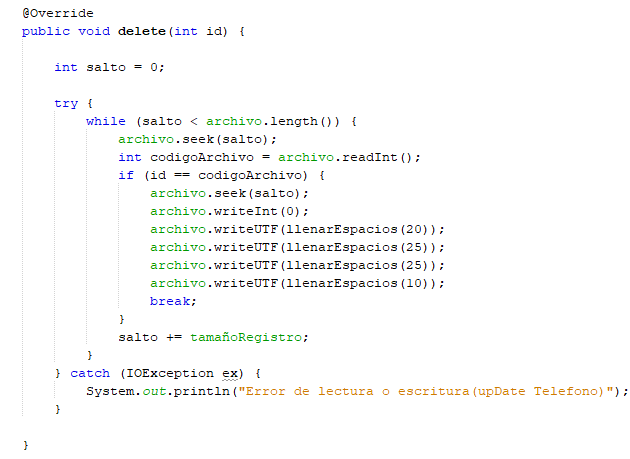 @Override
public void delete(int id) {
int salto = 0;
try {
while (salto < archivo.length()) {
archivo.seek(salto);
int codigoArchivo = archivo.readInt();
if (id == codigoArchivo) {
archivo.seek(salto);
archivo.writeInt(0);
archivo.writeUTF(llenarEspacios(20));
archivo.writeUTF(llenarEspacios(25));
archivo.writeUTF(llenarEspacios(25));
archivo.writeUTF(llenarEspacios(10));
break;
}
salto += tamañoRegistro;
}
} catch (IOException ex) {
System.out.println("Error de lectura o escritura(upDate Telefono)");
}
}